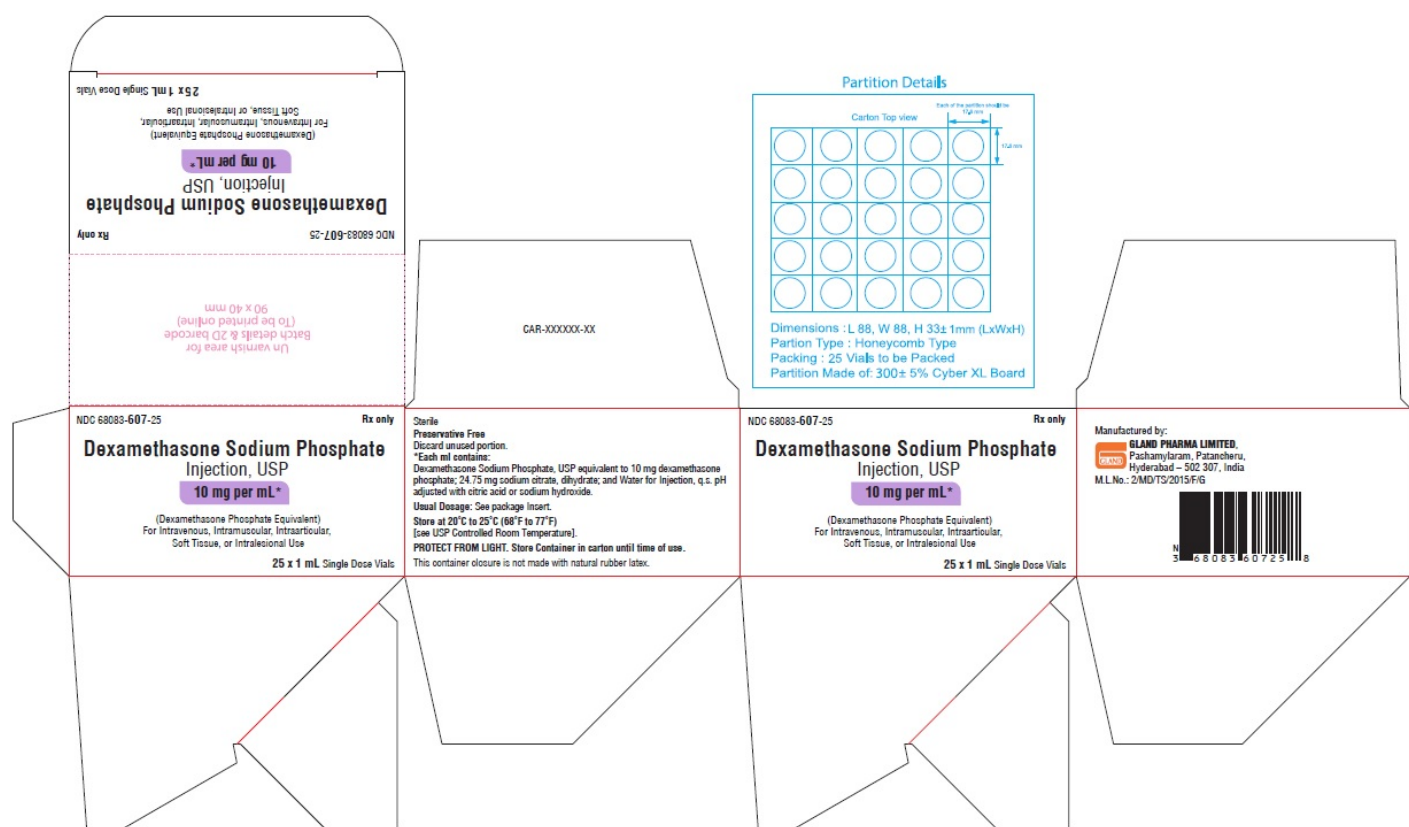 25 x 1 mL Single Dose Vials
For Intravenous, Intramuscular, Intraarticular,
Soft Tissue, or Intralesional Use
(Dexamethasone Phosphate Equivalent)
10 mg per mL*
Injection, USP
Dexamethasone Sodium Phosphate
NDC 68083-607-25 Rx only
Un varnish area for
Batch details & 2D barcode
(To be printed online)
90 x 40 mm
CAR-XXXXXX-XX
Partition Details
Each of the partition should be
17.6 mm
Carton Top view
17.6 mm
Dimensions : L 88, W 88, H 33± 1mm (LxWxH)
Partion Type : Honeycomb Type
Packing : 25 Vials to be Packed
Partition Made of: 300± 5% Cyber XL Board
NDC 68083-607-25 Rx only
Dexamethasone Sodium Phosphate
Injection, USP
10 mg per mL*
(Dexamethasone Phosphate Equivalent)
For Intravenous, Intramuscular, Intraarticular,
Soft Tissue, or Intralesional Use
25 x 1 mL Single Dose Vials
Sterile
Preservative Free
Discard unused portion.
*Each ml contains:
Dexamethasone Sodium Phosphate, USP equivalent to 10 mg dexamethasone
phosphate; 24.75 mg sodium citrate, dihydrate; and Water for Injection, q.s. pH
adjusted with citric acid or sodium hydroxide.
Usual Dosage: See package Insert.
Store at 20°C to 25°C (68°F to 77°F)
[see USP Controlled Room Temperature].
PROTECT FROM LIGHT. Store Container in carton until time of use.
This container closure is not made with natural rubber latex.
NDC 68083-607-25 Rx only
Dexamethasone Sodium Phosphate
Injection, USP
10 mg per mL*
(Dexamethasone Phosphate Equivalent)
For Intravenous, Intramuscular, Intraarticular,
Soft Tissue, or Intralesional Use
25 x 1 mL Single Dose Vials
Manufactured by:
GLAND
GLAND PHARMA LIMITED,
Pashamylaram, Patancheru,
Hyderabad – 502 307, India
M.L.No.: 2/MD/TS/2015/F/G
N
3 68083 60725 8